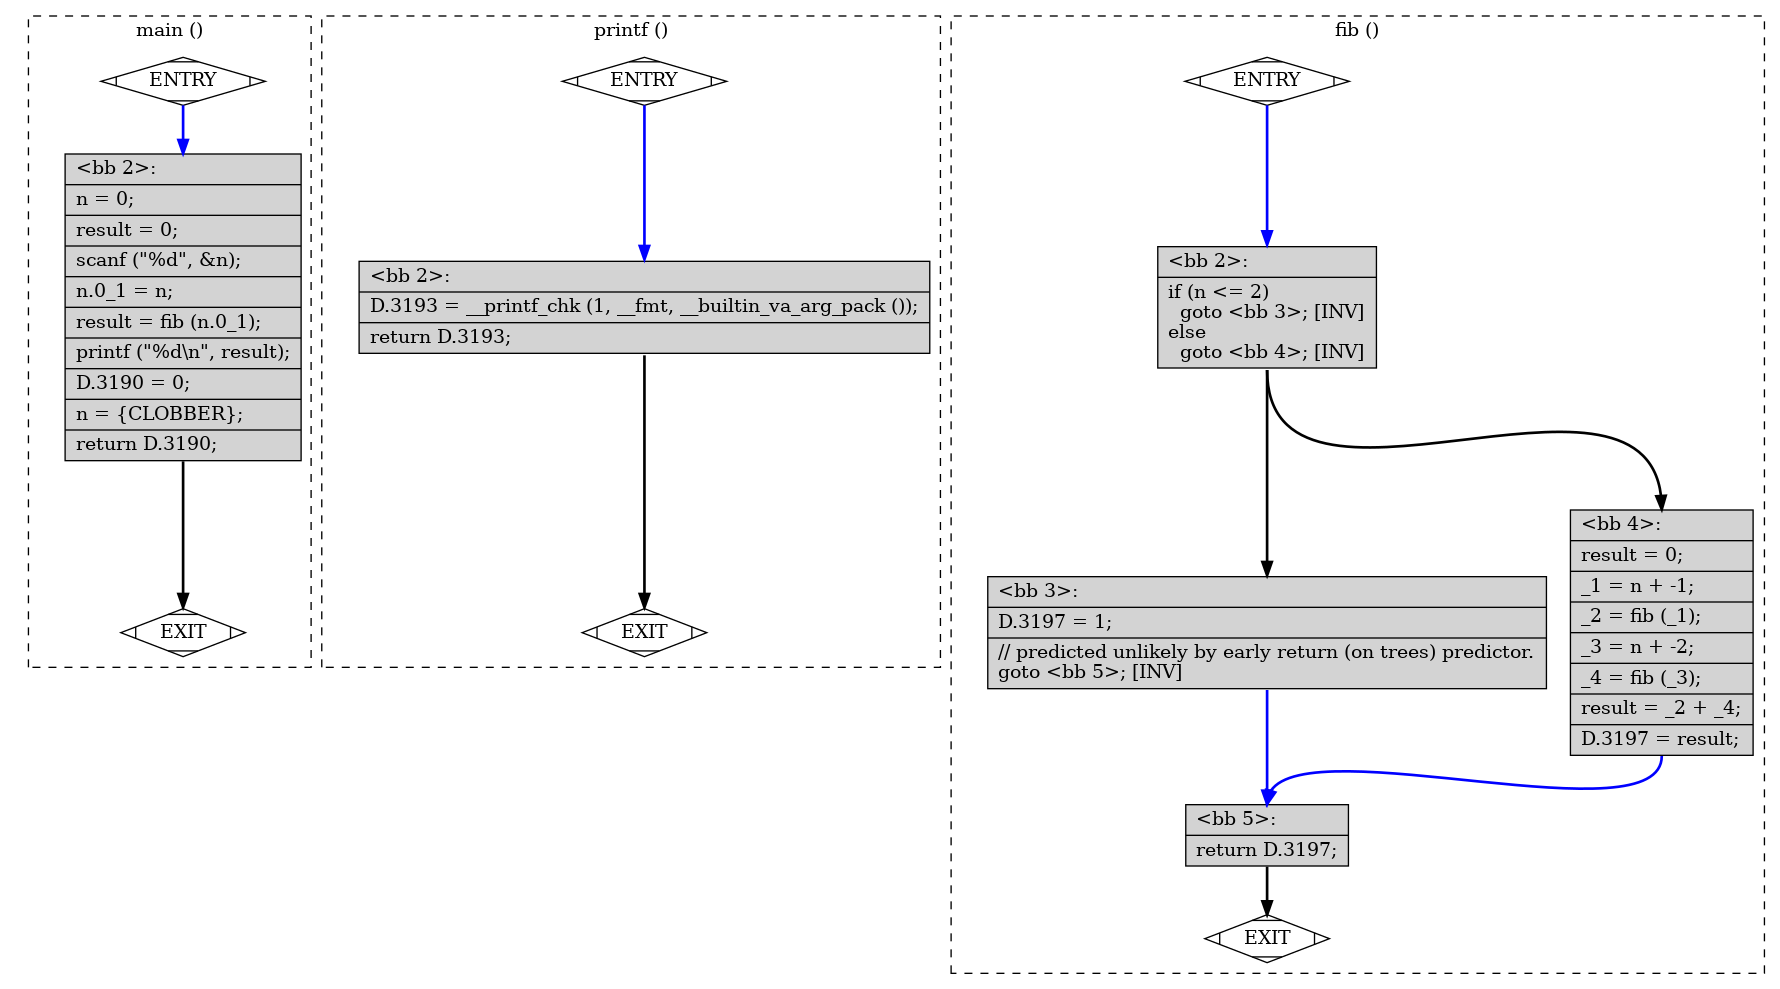 main ()
ENTRY
<bb 2>:
n = 0;
result = 0;
scanf ("%d", &n);
n.0_1 = n;
result = fib (n.0_1);
printf ("%d\n", result);
D.3190 = 0;
n = {CLOBBER};
return D.3190;
EXIT
printf ()
ENTRY
<bb 2>:
D.3193 = __printf_chk (1, __fmt, __builtin_va_arg_pack ());
return D.3193;
EXIT
fib ()
ENTRY
<bb 2>:
if (n <= 2)
  goto <bb 3>; [INV]
else
  goto <bb 4>; [INV]
<bb 3>:
D.3197 = 1;
// predicted unlikely by early return (on trees) predictor.
goto <bb 5>; [INV]
<bb 4>:
result = 0;
_1 = n + -1;
_2 = fib (_1);
_3 = n + -2;
_4 = fib (_3);
result = _2 + _4;
D.3197 = result;
<bb 5>:
return D.3197;
EXIT